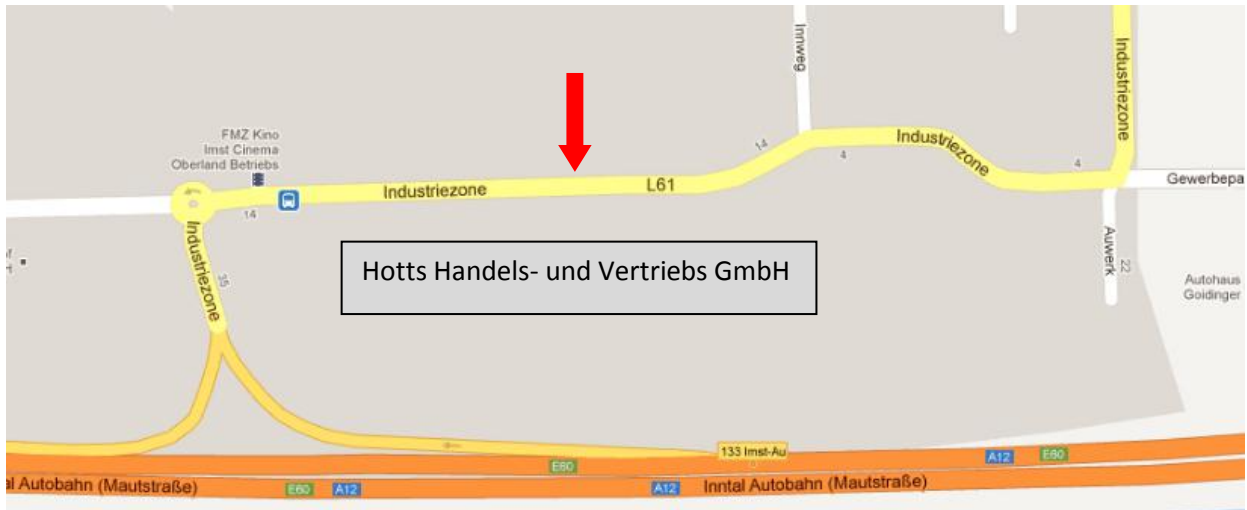 Innweg
Industriezone
FMZ Kino
Imst Cinema
Oberland Betriebs
14
Industriezone
4
4
Industriezone
L61
Gewerbepa
14
Industriezone
35
Hotts Handels- und Vertriebs GmbH
Auwerk
22
Autohaus
Goidinger
133 Imst-Au
E60
A12
E60
al Autobahn (Mautstraße)
E60
A12
A12
Inntal Autobahn (Mautstraße)